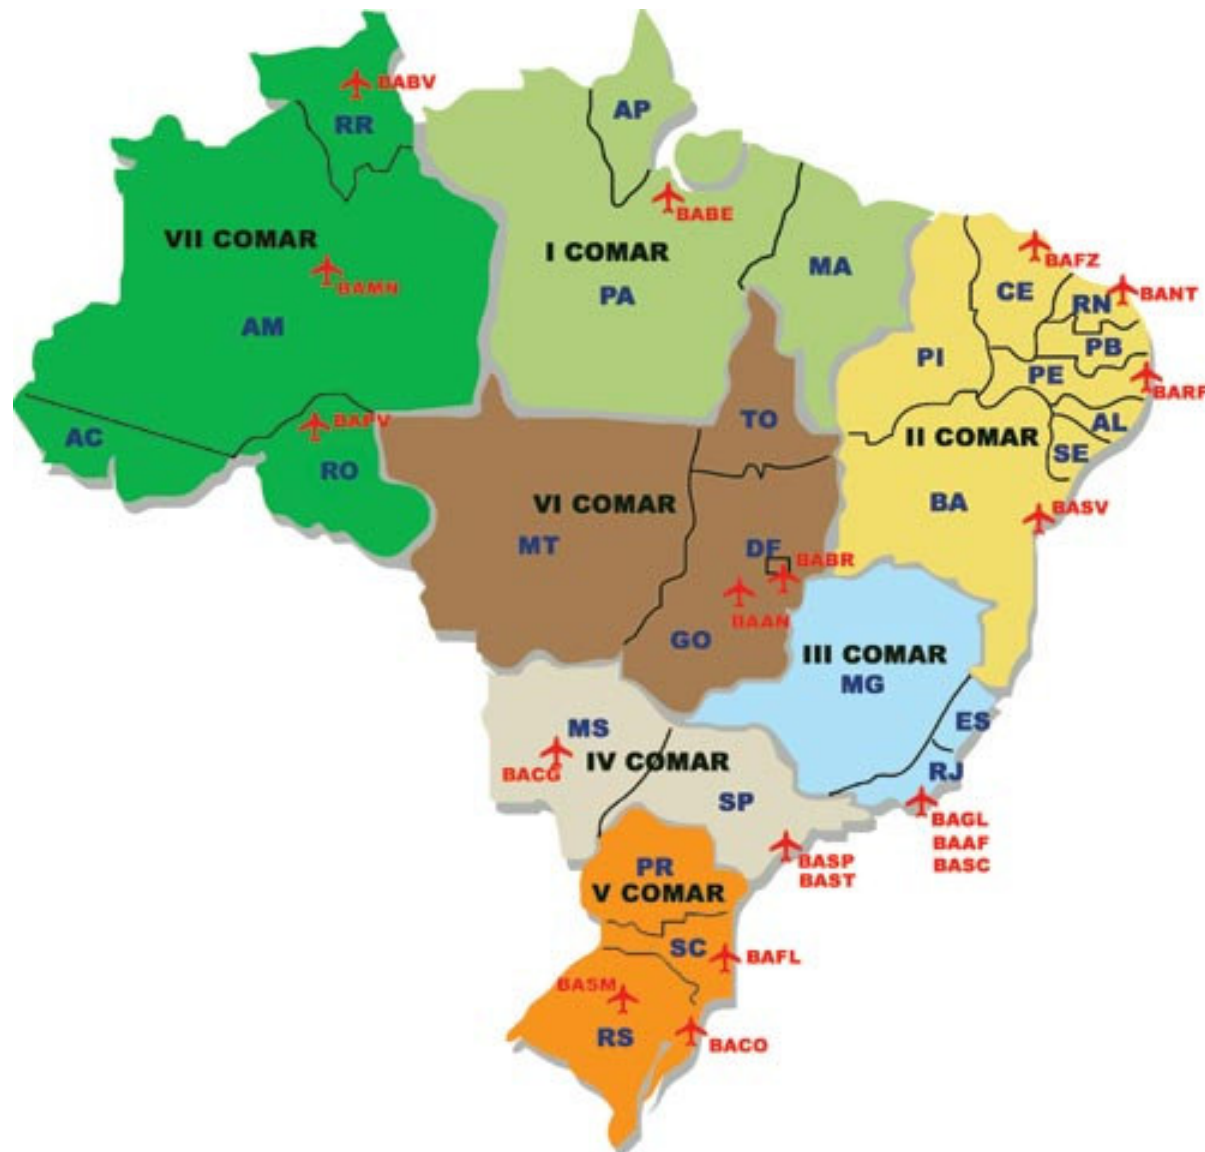 BABV
RR
AP
BABE
VII COMAR
I COMAR
MA
BAFZ
BAMN
PA
CE
RN
BANT
AM
PI
PB
PE
BARF
AC
BAPV
TO
AL
II COMAR
SE
RO
VI COMAR
BA
BASV
MT
DF
BABR
BAAN
GO
III COMAR
MG
MS
ES
BACG
IV COMAR
RJ
SP
BAGL
BAAF
BASC
BASP
BAST
PR
V COMAR
SC
BAFL
BASM
RS
BACO